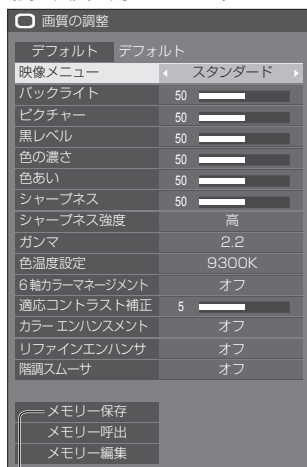 画質の調整
デフォルト デフォルト
映像メニュー スタンダード
バックライト 50
ピクチャー 50
黒レベル 50
色の濃さ 50
色あい 50
シャープネス 50
シャープネス強度 高
ガンマ 2.2
色温度設定 9300K
6軸カラーマネージメント オフ
適応コントラスト補正 5
カラー エンハンスメント オフ
リファインエンハンサ オフ
階調スムーサ オフ
メモリー保存
メモリー呼出
メモリー編集